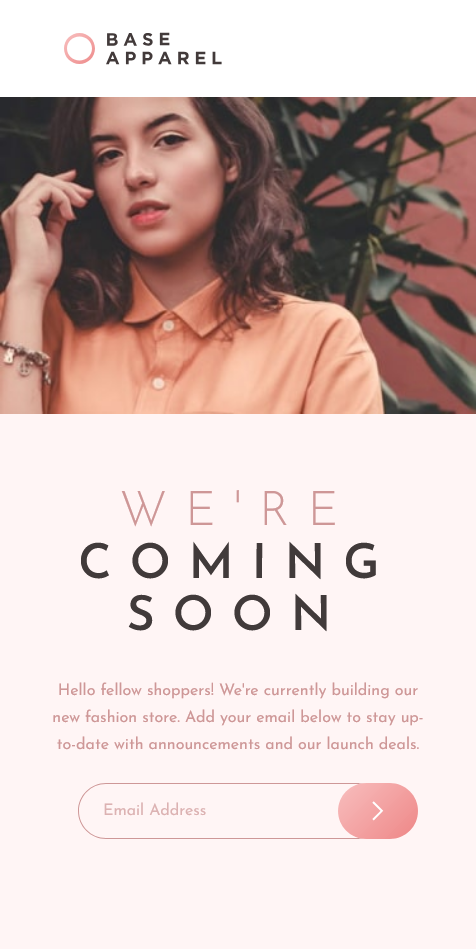 BASE
APPAREL
WE'RE
COMING
SOON
Hello fellow shoppers! We're currently building our
new fashion store. Add your email below to stay up-
to-date with announcements and our launch deals.
Email Address